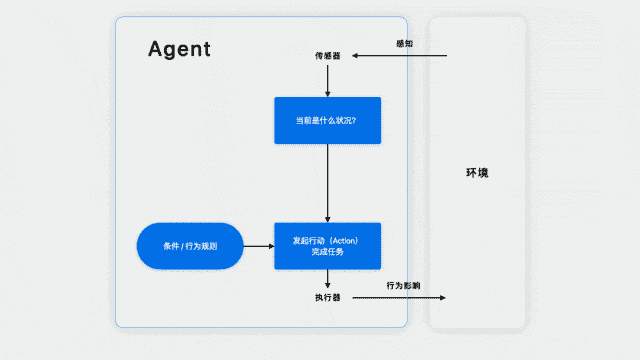 Agent
传感器
感知
当前是什么状况?
环境
条件 / 行为规则
发起行动（Action）
完成任务
行为影响
执行器